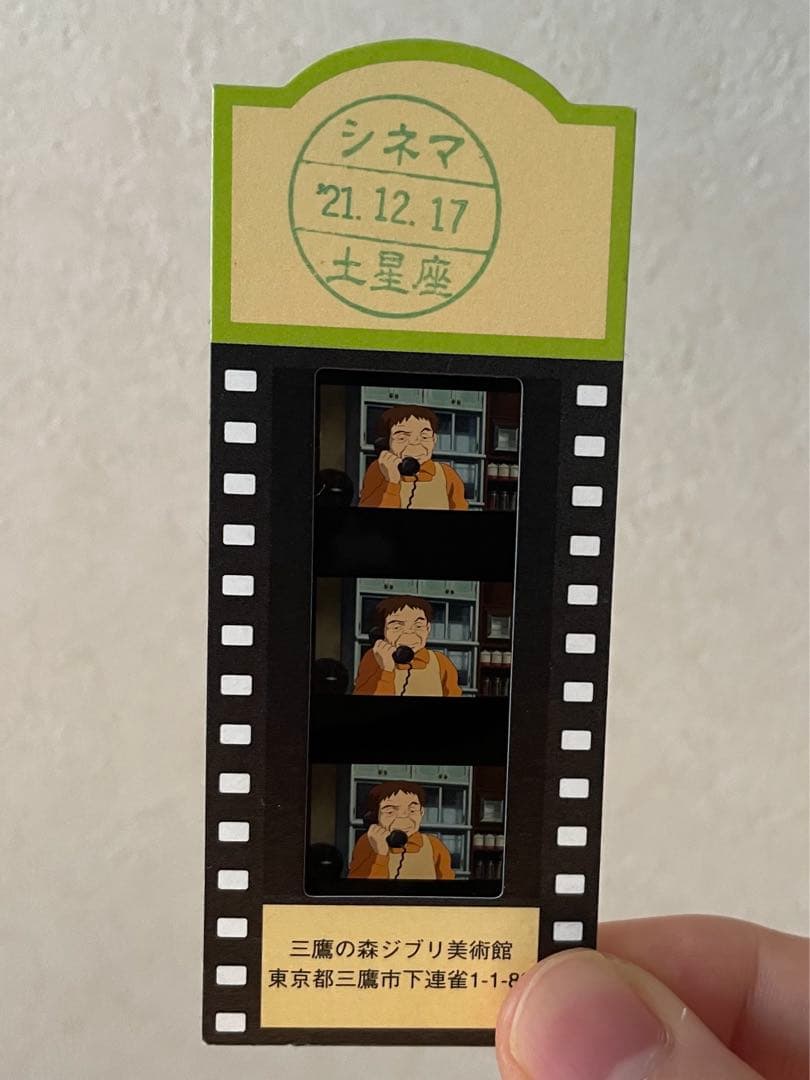 シネマ
'21.12.17
土星座
三鷹の森ジブリ美術館
東京都三鷹市下連雀1-1-8